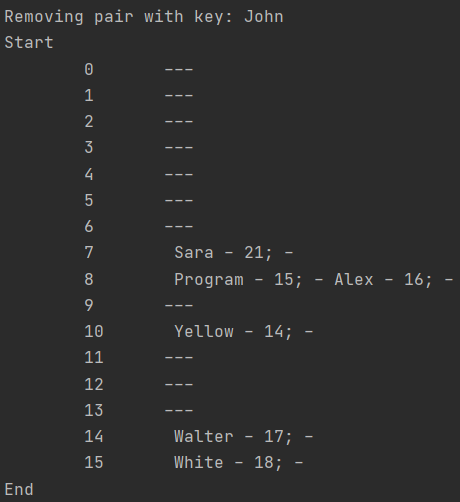 Removing pair with key: John
Start
0 ---
1 ---
2 ---
3 ---
4 ---
5 ---
6 ---
7 Sara - 21; -
8 Program - 15; - Alex - 16; -
9 ---
10 Yellow - 14; -
11 ---
12 ---
13 ---
14 Walter - 17; -
15 White - 18; -
End